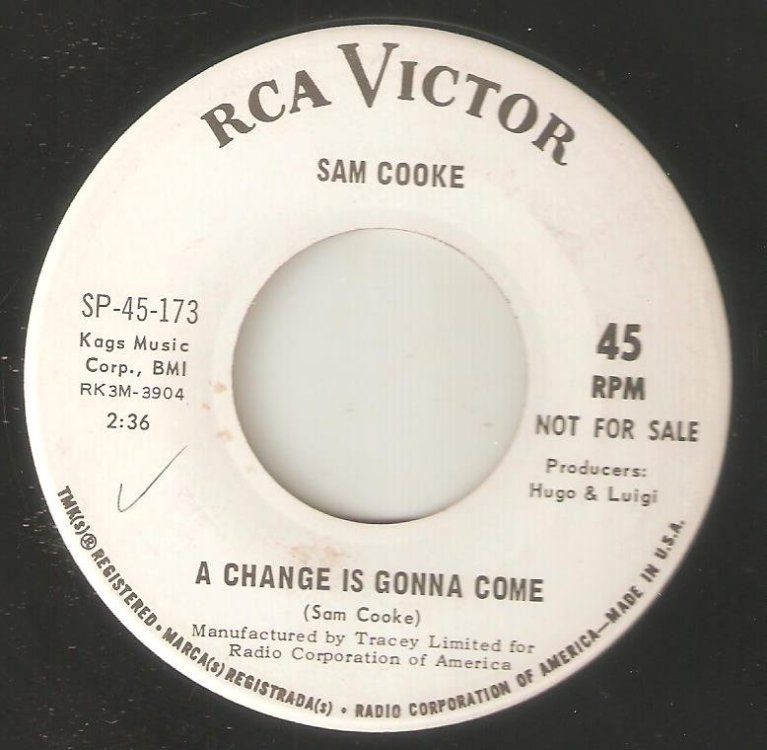 RCA VICTOR
SAM COOKE
SP-45-173
Kags Music
Corp., BMI
RK3M-3904
2:36
45
RPM
NOT FOR SALE
Producers:
Hugo & Luigi
A CHANGE IS GONNA COME
(Sam Cooke)
Manufactured by Tracey Limited for
Radio Corporation of America
TMK(s) ® REGISTERED • MARCA(s) REGISTRADA(s) • RADIO CORPORATION OF AMERICA—MADE IN U.S.A.